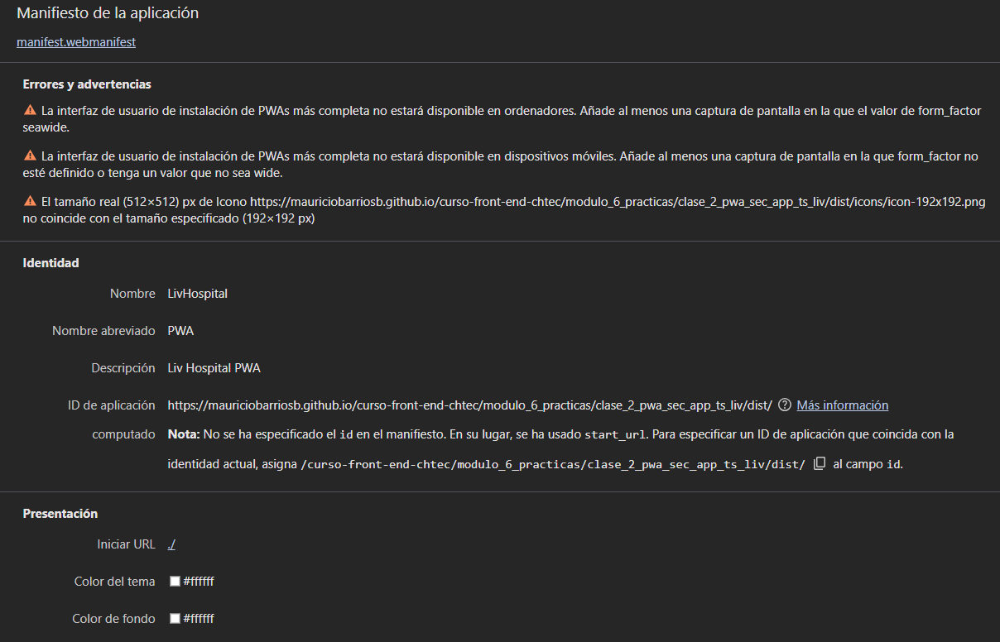 Manifiesto de la aplicación
manifest.webmanifest
Errores y advertencias
La interfaz de usuario de instalación de PWAs más completa no estará disponible en ordenadores. Añade al menos una captura de pantalla en la que el valor de form_factor
seawide.
La interfaz de usuario de instalación de PWAs más completa no estará disponible en dispositivos móviles. Añade al menos una captura de pantalla en la que form_factor no
esté definido o tenga un valor que no sea wide.
El tamaño real (512×512) px de Icono https://mauriciobarriosb.github.io/curso-front-end-chtec/modulo_6_practicas/clase_2_pwa_sec_app_ts_liv/dist/icons/icon-192x192.png
no coincide con el tamaño especificado (192×192 px)
Identidad
Nombre LivHospital
Nombre abreviado PWA
Descripción Liv Hospital PWA
ID de aplicación https://mauriciobarriosb.github.io/curso-front-end-chtec/modulo_6_practicas/clase_2_pwa_sec_app_ts_liv/dist/ Más información
computado Nota: No se ha especificado el id en el manifiesto. En su lugar, se ha usado start_url. Para especificar un ID de aplicación que coincida con la
identidad actual, asigna /curso-front-end-chtec/modulo_6_practicas/clase_2_pwa_sec_app_ts_liv/dist/ al campo id.
Presentación
Iniciar URL ./
Color del tema #ffffff
Color de fondo #ffffff